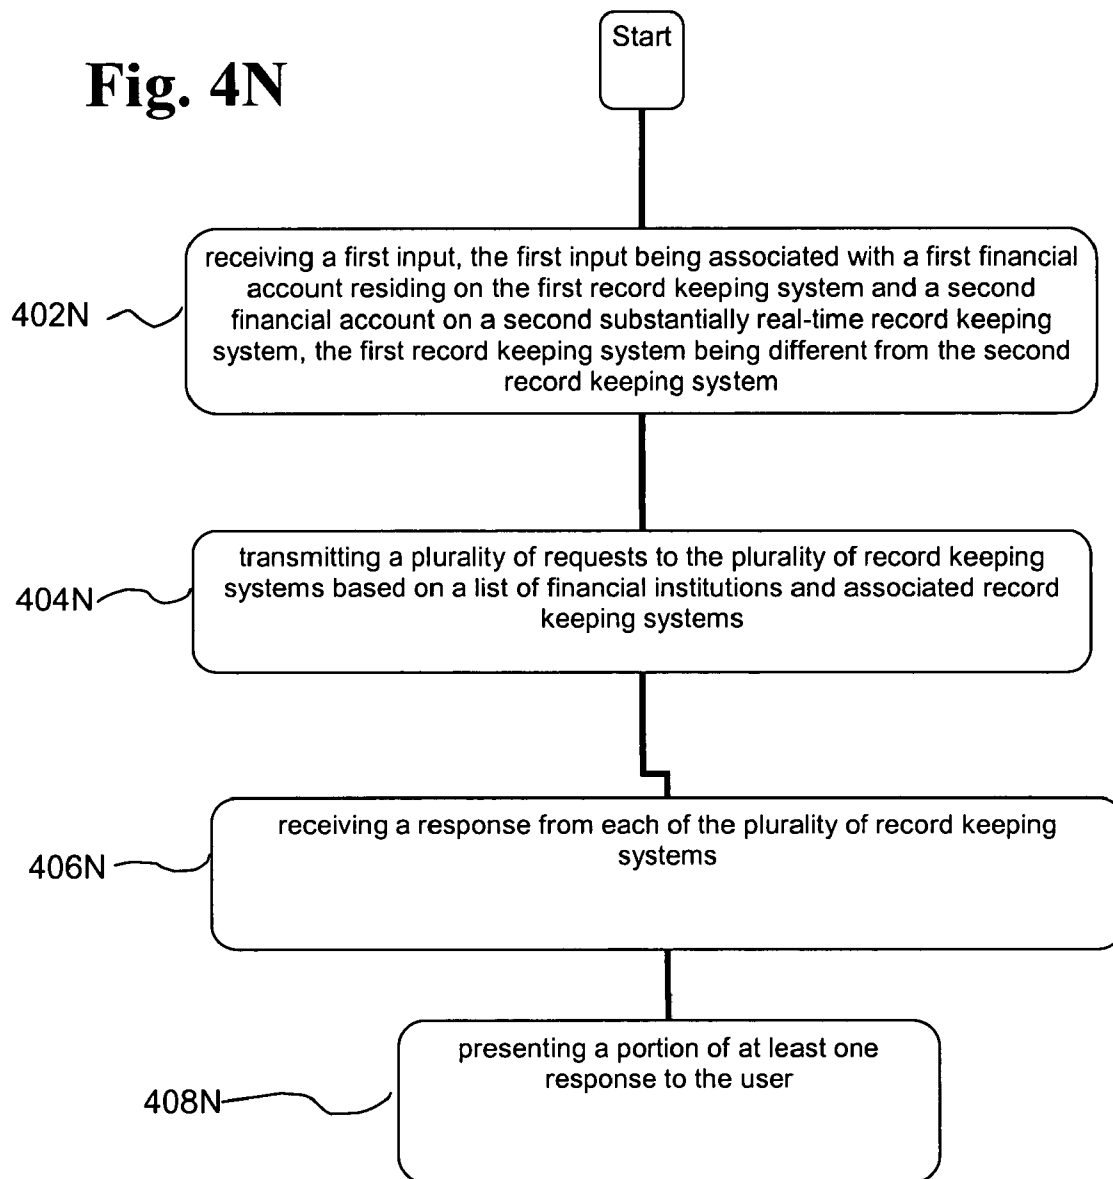 Start
Fig. 4N
receiving a first input, the first input being associated with a first financial
account residing on the first record keeping system and a second
financial account on a second substantially real-time record keeping
system, the first record keeping system being different from the second
record keeping system
402N
transmitting a plurality of requests to the plurality of record keeping
systems based on a list of financial institutions and associated record
keeping systems
404N
receiving a response from each of the plurality of record keeping
systems
406N
presenting a portion of at least one
response to the user
408N